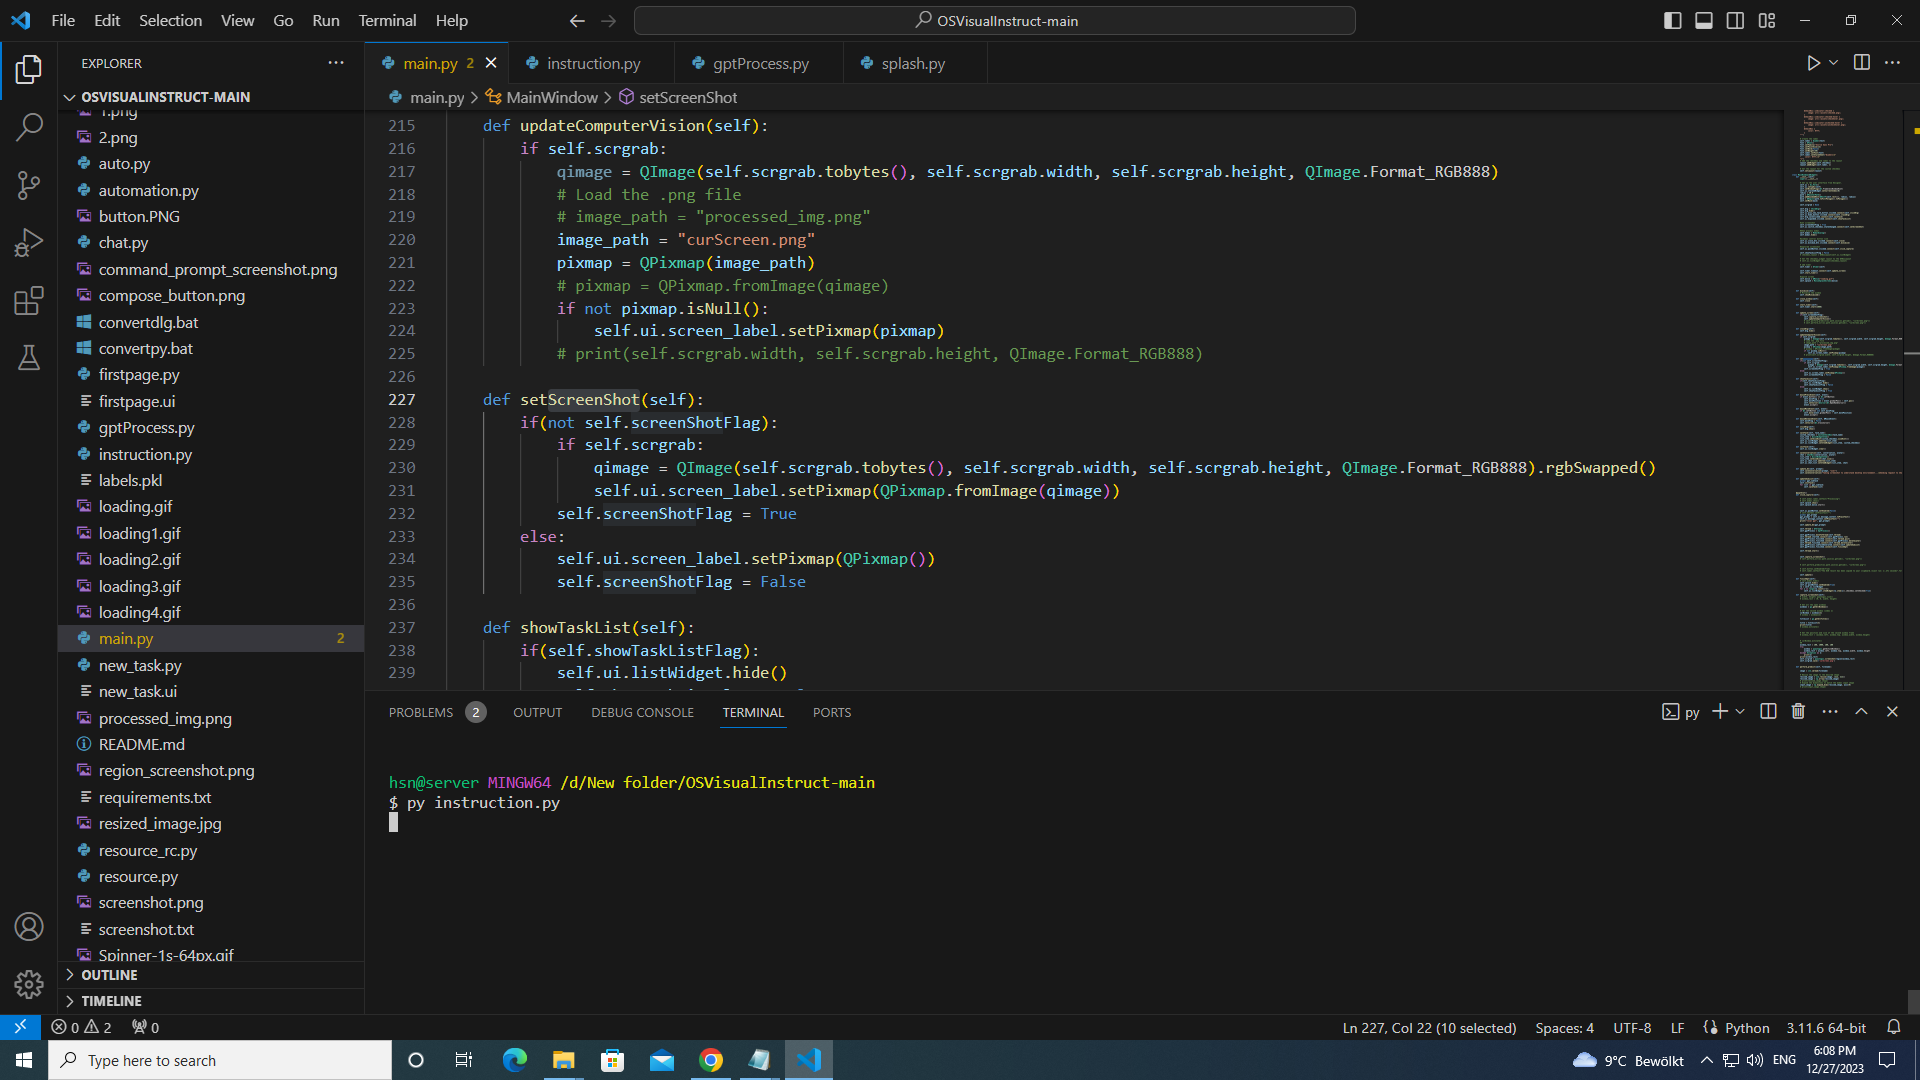 File Edit Selection View Go Run Terminal Help
OSVisualInstruct-main
EXPLORER
OSVISUALINSTRUCT-MAIN
1.png
2.png
auto.py
automation.py
button.PNG
chat.py
command_prompt_screenshot.png
compose_button.png
convertdlg.bat
convertpy.bat
firstpage.py
firstpage.ui
gptProcess.py
instruction.py
labels.pkl
loading.gif
loading1.gif
loading2.gif
loading3.gif
loading4.gif
main.py 2
new_task.py
new_task.ui
processed_img.png
README.md
region_screenshot.png
requirements.txt
resized_image.jpg
resource_rc.py
resource.py
screenshot.png
screenshot.txt
Spinner-1s-64px.gif
OUTLINE
TIMELINE
main.py 2 instruction.py gptProcess.py splash.py
main.py > MainWindow > setScreenShot
215 def updateComputerVision(self):
216 if self.scrgrab:
217 qimage = QImage(self.scrgrab.tobytes(), self.scrgrab.width, self.scrgrab.height, QImage.Format_RGB888)
218 # Load the .png file
219 # image_path = "processed_img.png"
220 image_path = "curScreen.png"
221 pixmap = QPixmap(image_path)
222 # pixmap = QPixmap.fromImage(qimage)
223 if not pixmap.isNull():
224 self.ui.screen_label.setPixmap(pixmap)
225 # print(self.scrgrab.width, self.scrgrab.height, QImage.Format_RGB888)
226
227 def setScreenShot(self):
228 if(not self.screenShotFlag):
229 if self.scrgrab:
230 qimage = QImage(self.scrgrab.tobytes(), self.scrgrab.width, self.scrgrab.height, QImage.Format_RGB888).rgbSwapped()
231 self.ui.screen_label.setPixmap(QPixmap.fromImage(qimage))
232 self.screenShotFlag = True
233 else:
234 self.ui.screen_label.setPixmap(QPixmap())
235 self.screenShotFlag = False
236
237 def showTaskList(self):
238 if(self.showTaskListFlag):
239 self.ui.listWidget.hide()
PROBLEMS 2 OUTPUT DEBUG CONSOLE TERMINAL PORTS
py
hsn@server MINGW64 /d/New folder/OSVisualInstruct-main
$ py instruction.py
0 2 0
Ln 227, Col 22 (10 selected) Spaces: 4 UTF-8 LF Python 3.11.6 64-bit
Type here to search
9°C Bewölkt ENG
6:08 PM
12/27/2023